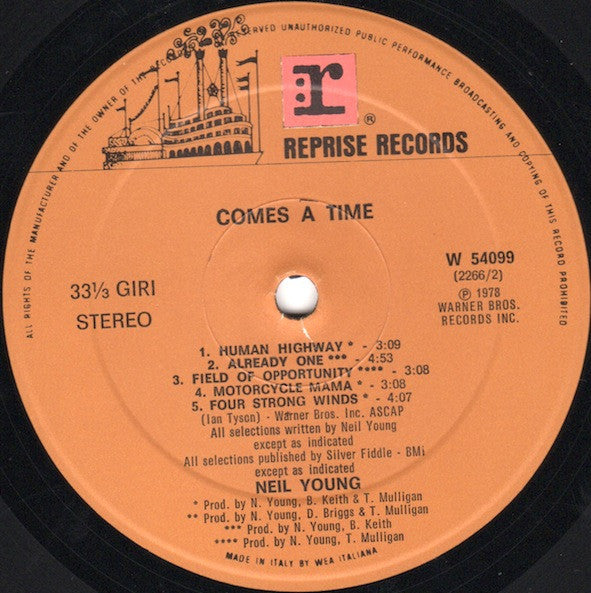 ALL RIGHTS OF THE MANUFACTURER AND OF THE OWNER OF THE RECORDED WORK RESERVED UNAUTHORIZED PUBLIC PERFORMANCE BROADCASTING AND COPYING OF THIS RECORD PROHIBITED
:r
®
REPRISE RECORDS
COMES A TIME
33⅓ GIRI
STEREO
W 54099
(2266/2)
℗ 1978
WARNER BROS.
RECORDS INC.
1. HUMAN HIGHWAY * - 3:09
2. ALREADY ONE *** - 4:53
3. FIELD OF OPPORTUNITY **** - 3:08
4. MOTORCYCLE MAMA * - 3:08
5. FOUR STRONG WINDS * - 4:07
(Ian Tyson) - Warner Bros. Inc. ASCAP
All selections written by Neil Young
except as indicated
All selections published by Silver Fiddle - BMi
except as indicated
NEIL YOUNG
* Prod. by N. Young, B. Keith & T. Mulligan
** Prod. by N. Young, D. Briggs & T. Mulligan
*** Prod. by N. Young, B. Keith
**** Prod. by N. Young, T. Mulligan
MADE IN ITALY BY WEA ITALIANA